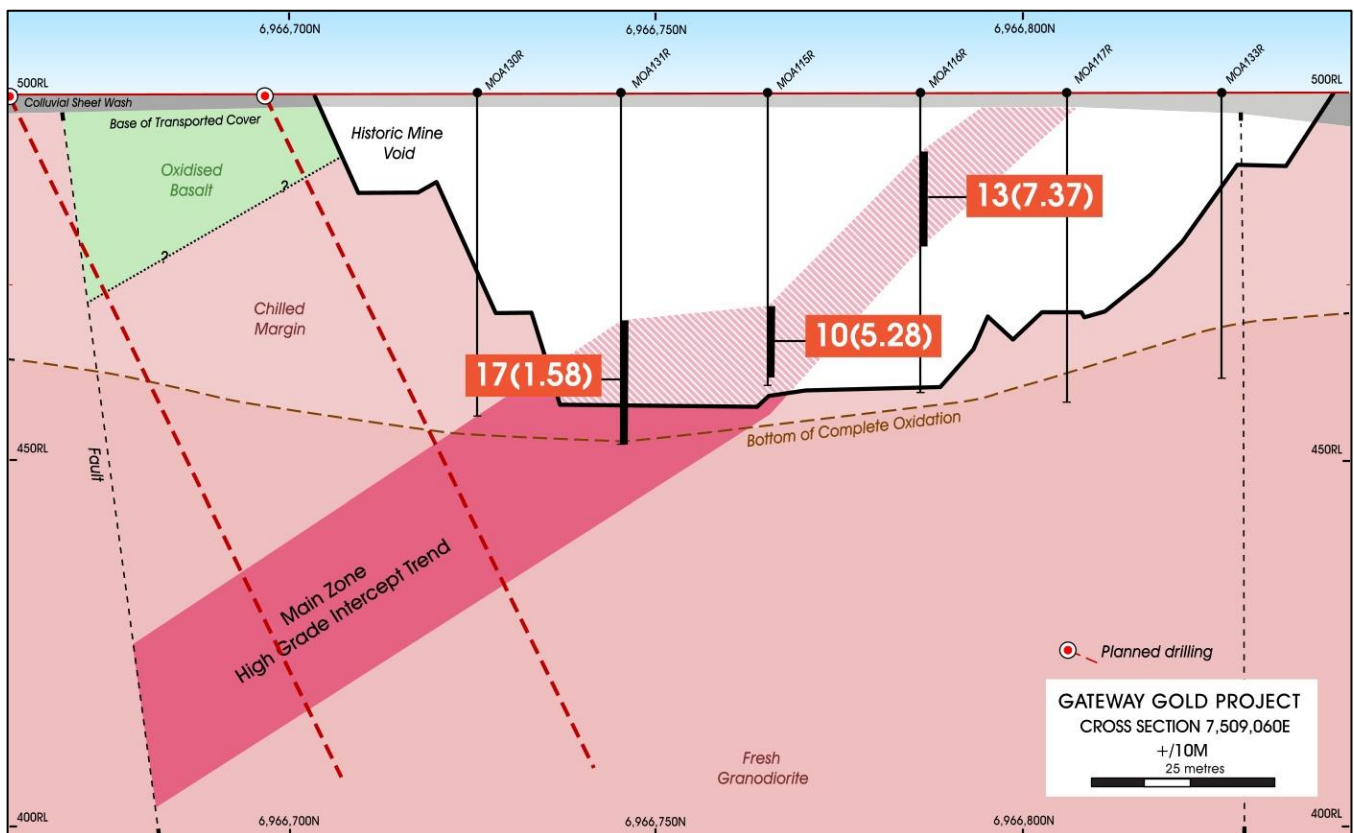 6,966,700N
6,966,750N
6,966,800N
MOA130R
MOA131R
MOA115R
MOA116R
MOA117R
MOA133R
500RL
500RL
Colluvial Sheet Wash
Base of Transported Cover
Oxidised
Basalt
Historic Mine
Void
?
?
13(7.37)
10(5.28)
17(1.58)
Chilled
Margin
Bottom of Complete Oxidation
450RL
450RL
Fault
Main Zone
High Grade Intercept Trend
Planned drilling
GATEWAY GOLD PROJECT
CROSS SECTION 7,509,060E
+/10M
25 metres
Fresh
Granodiorite
400RL
400RL
6,966,700N
6,966,750N
6,966,800N